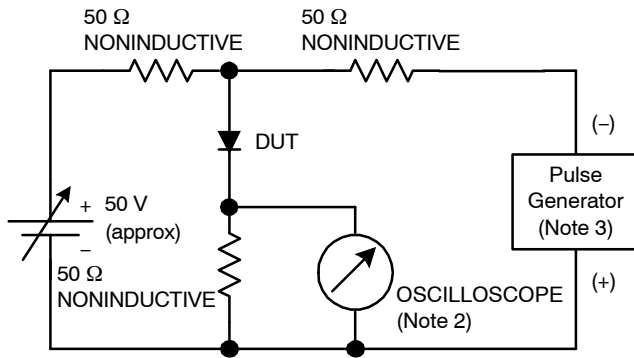 50 Ω
NONINDUCTIVE
50 Ω
NONINDUCTIVE
DUT
(−)
Pulse
Generator
(Note 3)
+
50 V
(approx)
−
50 Ω
NONINDUCTIVE
(+)
OSCILLOSCOPE
(Note 2)